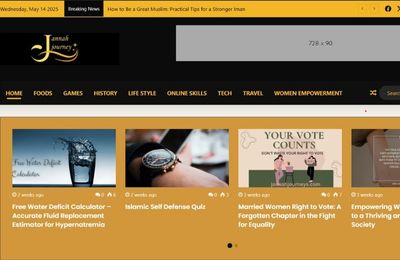 Wednesday, May 14 2025
Breaking News
How to Be a Great Muslim: Practical Tips for a Stronger Iman
Jannah
journey
728 x 90
HOME
FOODS
GAMES
HISTORY
LIFE STYLE
ONLINE SKILLS
TECH
TRAVEL
WOMEN EMPOWERMENT
Search
Free Water Deficit
Calculator
2 weeks ago
0
6
Free Water Deficit Calculator –
Accurate Fluid Replacement
Estimator for Hypernatremia
2 weeks ago
0
3
Islamic Self Defense Quiz
YOUR VOTE
COUNTS
DON'T WASTE YOUR RIGHT TO VOTE
jannahjourneys.com
3 weeks ago
0
7
Married Women Right to Vote: A
Forgotten Chapter in the Fight
for Equality
3 weeks ago
Empowering W
to a Thriving an
Society